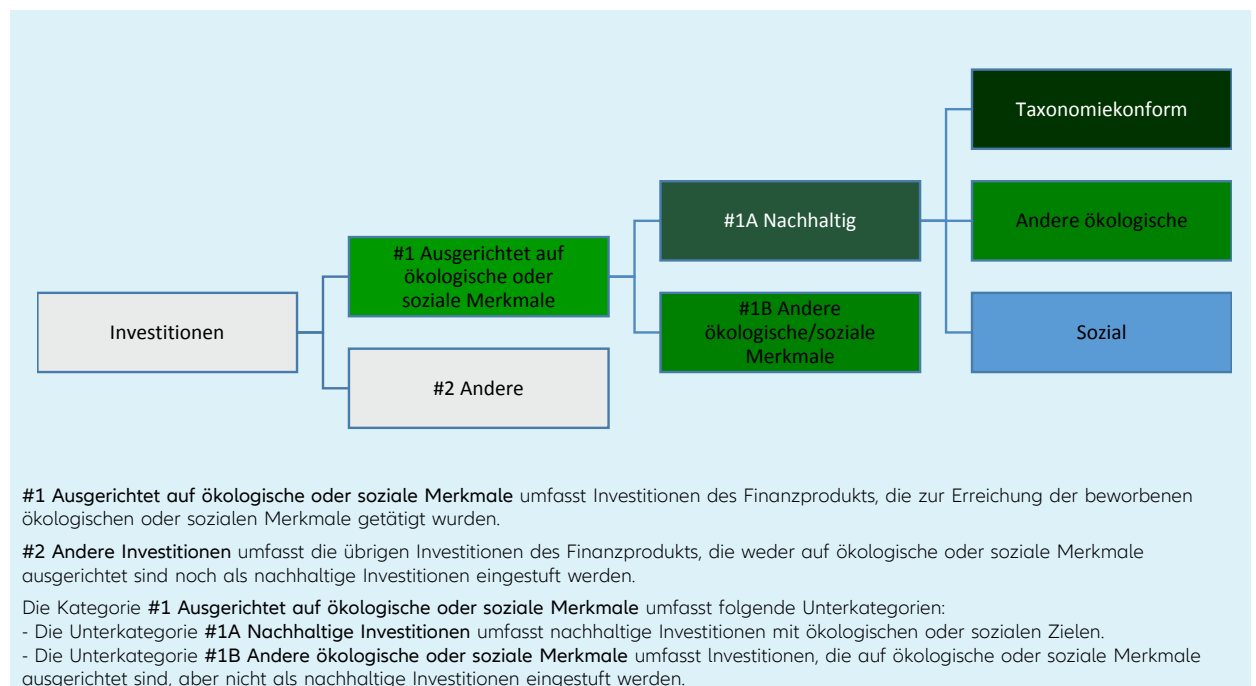 Taxonomiekonform
#1A Nachhaltig
Andere ökologische
#1 Ausgerichtet auf
ökologische oder
soziale Merkmale
Investitionen
#1B Andere
ökologische/soziale
Merkmale
Sozial
#2 Andere
#1 Ausgerichtet auf ökologische oder soziale Merkmale umfasst Investitionen des Finanzprodukts, die zur Erreichung der beworbenen
ökologischen oder sozialen Merkmale getätigt wurden.
#2 Andere Investitionen umfasst die übrigen Investitionen des Finanzprodukts, die weder auf ökologische oder soziale Merkmale
ausgerichtet sind noch als nachhaltige Investitionen eingestuft werden.
Die Kategorie #1 Ausgerichtet auf ökologische oder soziale Merkmale umfasst folgende Unterkategorien:
- Die Unterkategorie #1A Nachhaltige Investitionen umfasst nachhaltige Investitionen mit ökologischen oder sozialen Zielen.
- Die Unterkategorie #1B Andere ökologische oder soziale Merkmale umfasst Investitionen, die auf ökologische oder soziale Merkmale
ausgerichtet sind, aber nicht als nachhaltige Investitionen eingestuft werden.